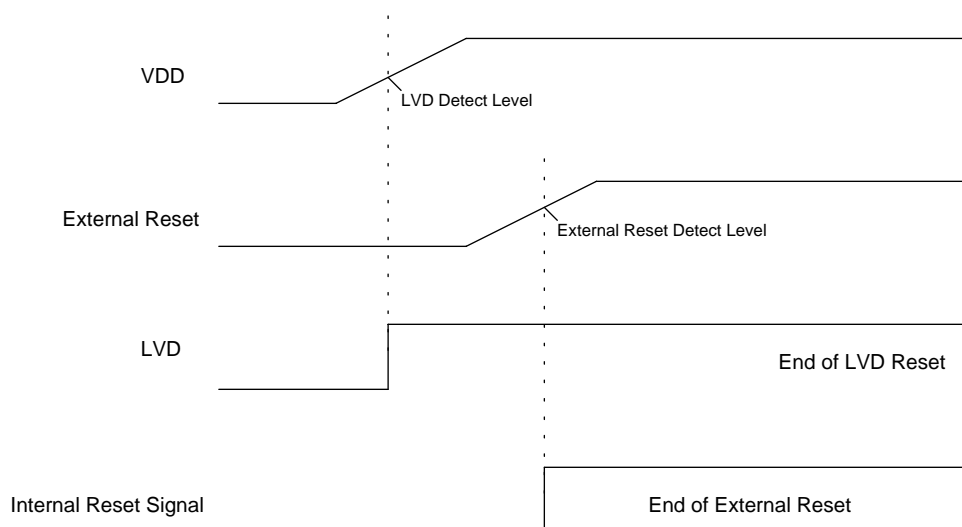 VDD
LVD Detect Level
External Reset
External Reset Detect Level
LVD
End of LVD Reset
Internal Reset Signal
End of External Reset